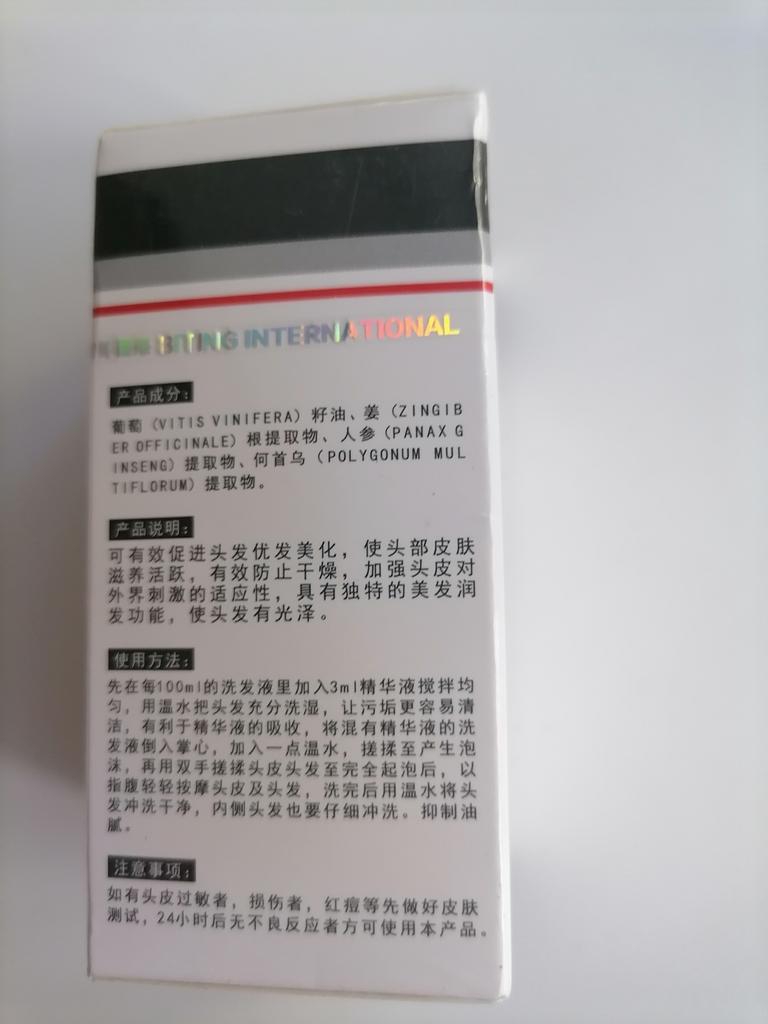 BITING INTERNATIONAL
产品成分：
葡萄（VITIS VINIFERA）籽油、姜（ZINGIB
ER OFFICINALE）根提取物、人参（PANAX G
INSENG）提取物、何首乌（POLYGONUM MUL
TIFLORUM）提取物。
产品说明：
可有效促进头发优发美化，使头部皮肤
滋养活跃，有效防止干燥，加强头皮对
外界刺激的适应性，具有独特的美发润
发功能，使头发有光泽。
使用方法：
先在每100ml的洗发液里加入3ml精华液搅拌均
匀，用温水把头发充分洗湿，让污垢更容易清
洁，有利于精华液的吸收，将混有精华液的洗
发液倒入掌心，加入一点温水，搓揉至产生泡
沫，再用双手搓揉头皮头发至完全起泡后，以
指腹轻轻按摩头皮及头发，洗完后用温水将头
发冲洗干净，内侧头发也要仔细冲洗。抑制油
腻。
注意事项：
如有头皮过敏者，损伤者，红痘等先做好皮肤
测试，24小时后无不良反应者方可使用本产品。